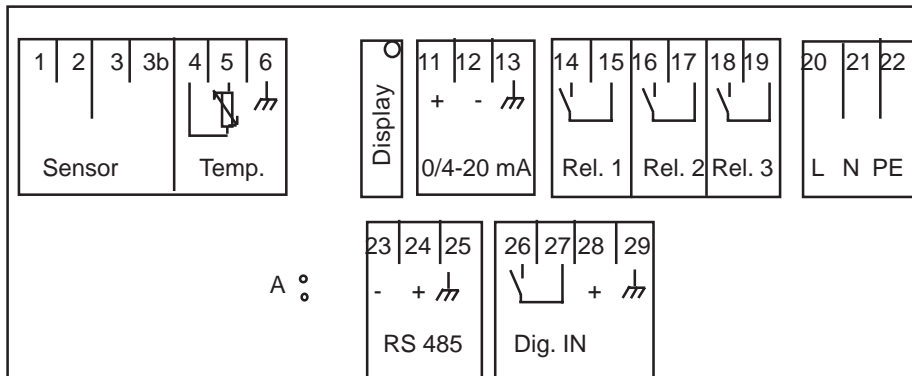 1 2 3 3b 4 5 6
Sensor Temp.
Display
11 12 13
+ -
0/4-20 mA
14 15 16 17 18 19
Rel. 1 Rel. 2 Rel. 3
20 21 22
L N PE
A
23 24 25
- +
RS 485
26 27 28 29
+
Dig. IN